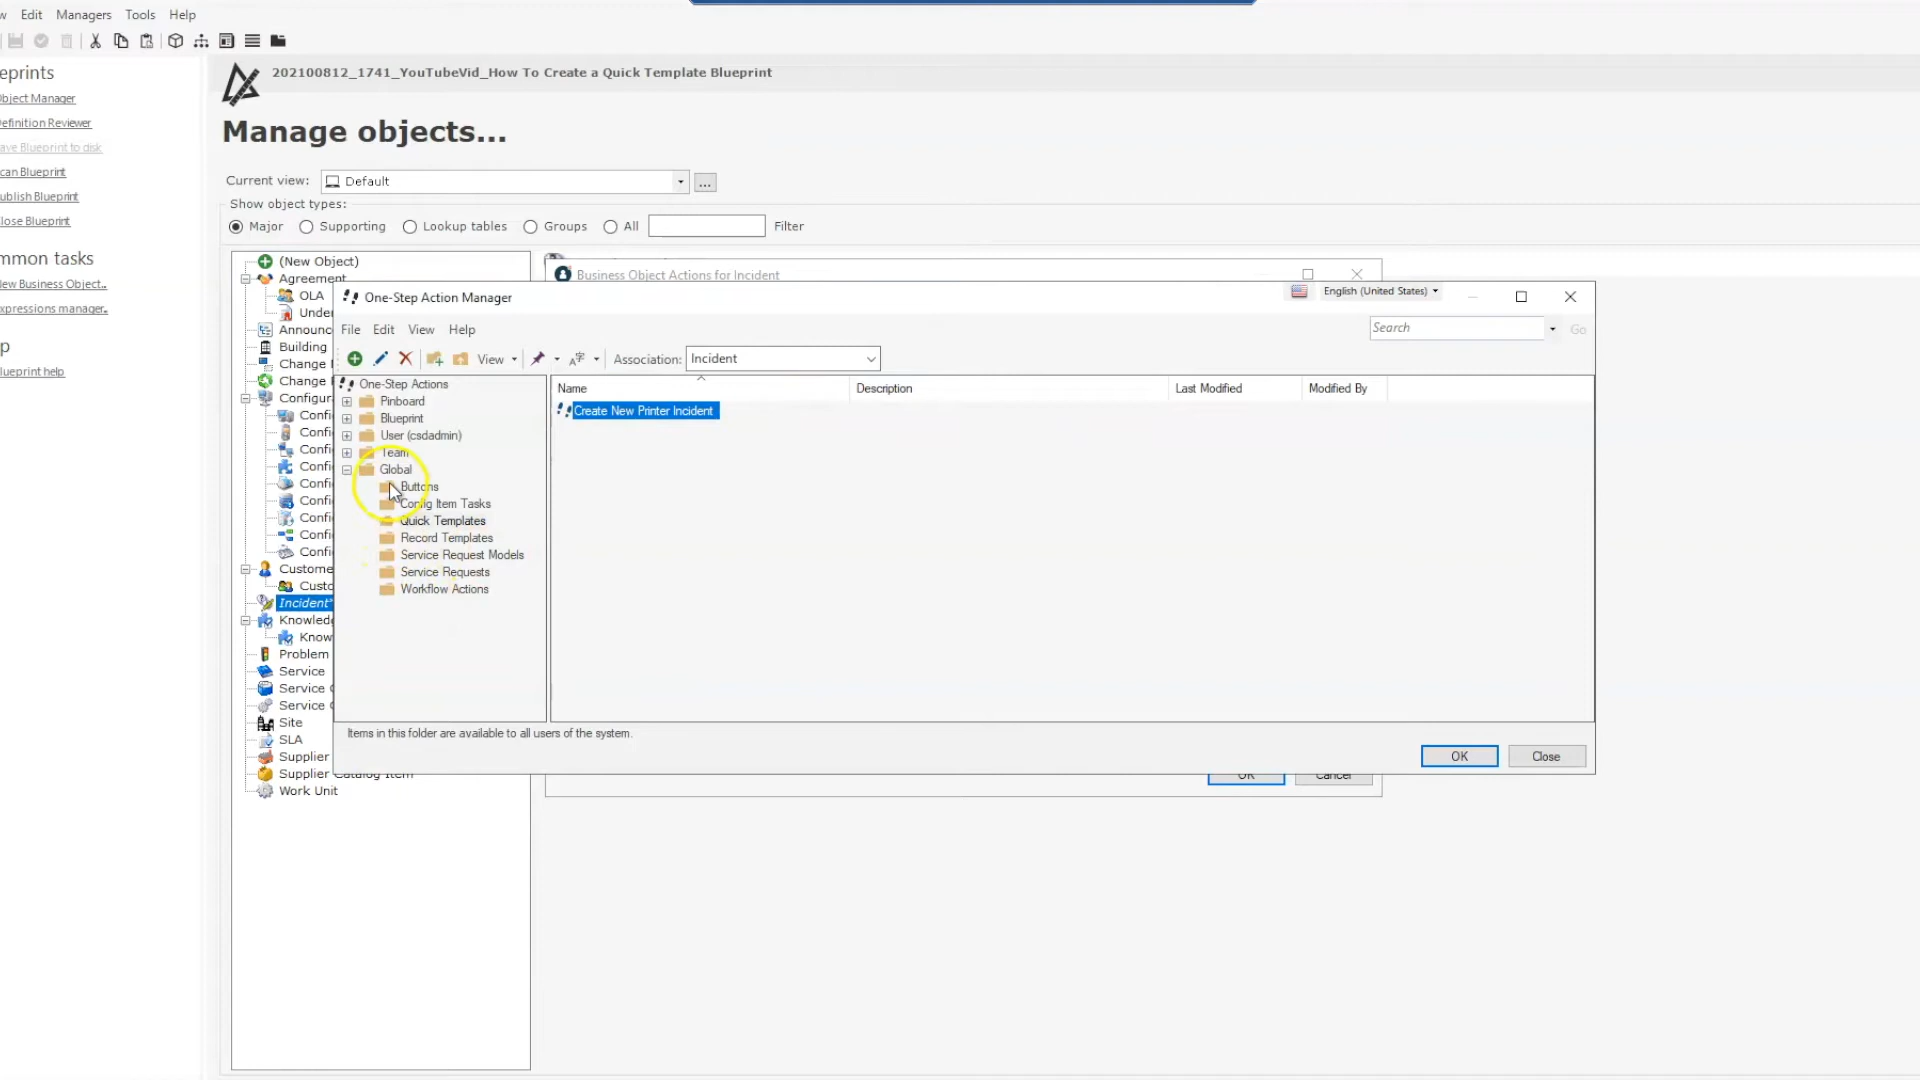 w Edit Managers Tools Help
eprints
bject Manager
efinition Reviewer
ave Blueprint to disk
can Blueprint
ublish Blueprint
lose Blueprint
mmon tasks
ew Business Object..
xpressions manager..
p
lueprint help
202100812_1741_YouTubeVid_How To Create a Quick Template Blueprint
Manage objects...
Current view: Default ...
Show object types:
Major Supporting Lookup tables Groups All Filter
(New Object)
Agreement
OLA
Under
Announc
Building
Change
Change
Configura
Confi
Confi
Confi
Confi
Confi
Confi
Confi
Confi
Confi
Custome
Custo
Incident*
Knowled
Know
Problem
Service
Service C
Service C
Site
SLA
Supplier
Supplier Catalog Item
Work Unit
Business Object Actions for Incident
One-Step Action Manager English (United States)
File Edit View Help Search Go
View Association: Incident
One-Step Actions
Pinboard
Blueprint
User (csdadmin)
Team
Global
Buttons
Config Item Tasks
Quick Templates
Record Templates
Service Request Models
Service Requests
Workflow Actions
Name Description Last Modified Modified By
Create New Printer Incident
Items in this folder are available to all users of the system.
OK Close
OK Cancel